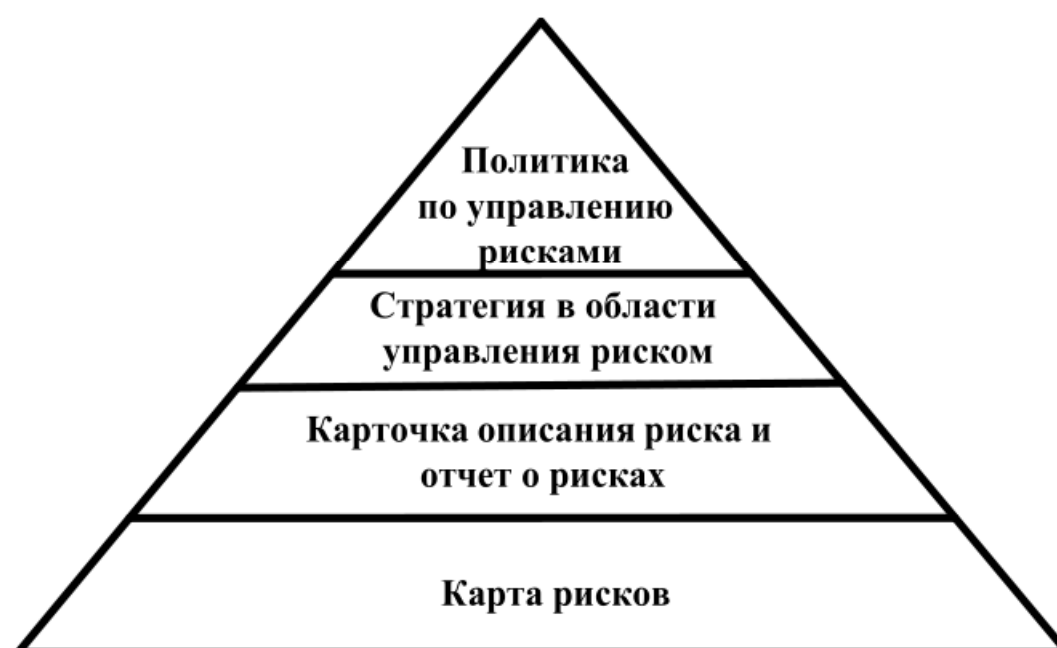 Политика
по управлению
рисками
Стратегия в области
управления риском
Карточка описания риска и
отчет о рисках
Карта рисков